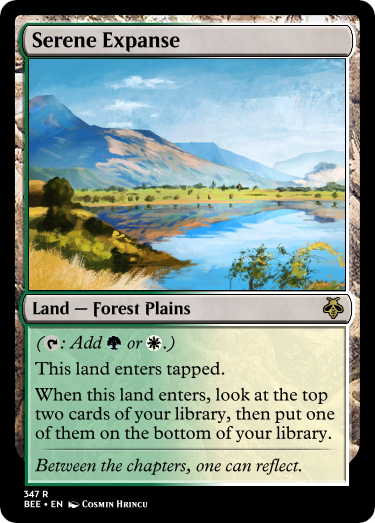 Serene Expanse
Land — Forest Plains
(: Add or .)
This land enters tapped.
When this land enters, look at the top
two cards of your library, then put one
of them on the bottom of your library.
Between the chapters, one can reflect.
347 R
BEE • EN Cosmin Hrincu